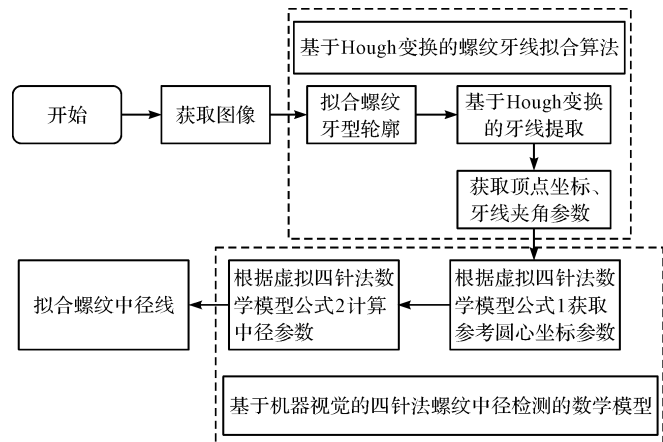 基于Hough变换的螺纹牙线拟合算法
开始
获取图像
拟合螺纹
牙型轮廓
基于Hough变换
的牙线提取
获取顶点坐标、
牙线夹角参数
根据虚拟四针法数
学模型公式1获取
参考圆心坐标参数
根据虚拟四针法数
学模型公式2计算
中径参数
拟合螺纹中径线
基于机器视觉的四针法螺纹中径检测的数学模型